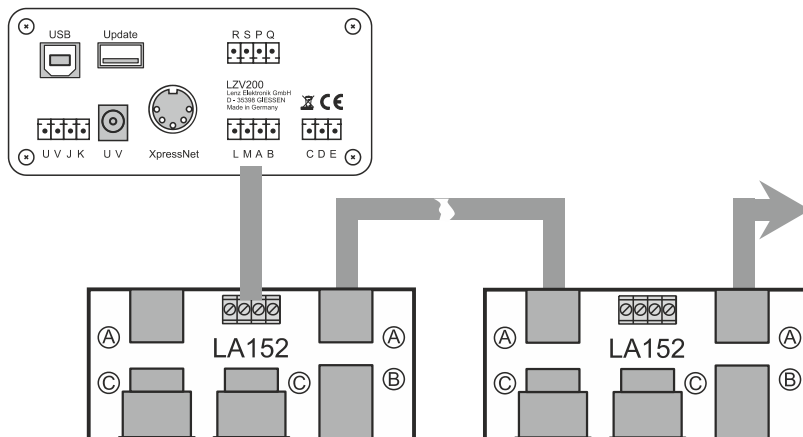 USB Update R S P Q
LZV200
Lenz Elektronik GmbH
D - 35398 GIESSEN
Made in Germany
CE
U V J K U V XpressNet L M A B C D E
A A A A
LA152 LA152
C C B C C B